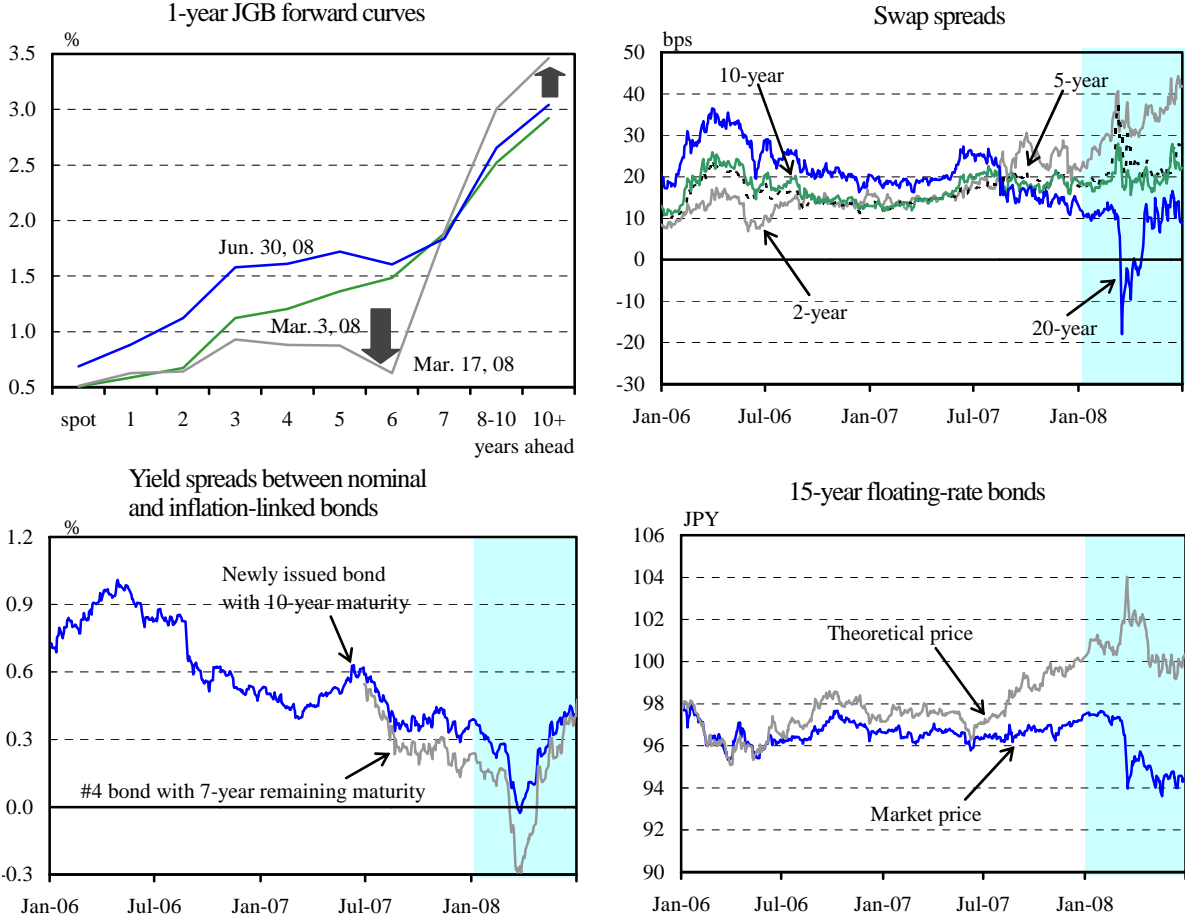 1-year JGB forward curves
%
3.5
3.0
2.5
2.0
1.5
1.0
0.5
Jun. 30, 08
Mar. 3, 08
Mar. 17, 08
spot 1 2 3 4 5 6 7 8-10 10+
years ahead
Swap spreads
bps
50
40
30
20
10
0
-10
-20
-30
10-year
5-year
2-year
20-year
Jan-06 Jul-06 Jan-07 Jul-07 Jan-08
Yield spreads between nominal
and inflation-linked bonds
%
1.2
0.9
0.6
0.3
0.0
-0.3
Newly issued bond
with 10-year maturity
#4 bond with 7-year remaining maturity
Jan-06 Jul-06 Jan-07 Jul-07 Jan-08
15-year floating-rate bonds
JPY
106
104
102
100
98
96
94
92
90
Theoretical price
Market price
Jan-06 Jul-06 Jan-07 Jul-07 Jan-08